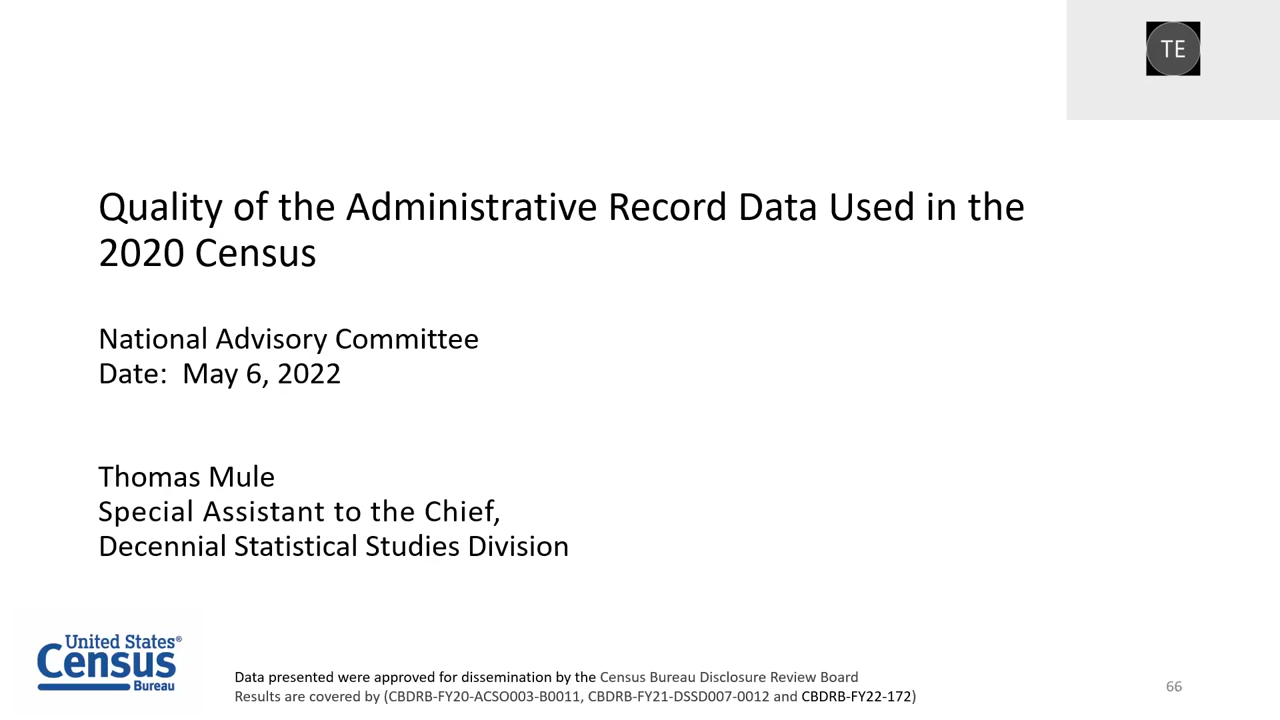 TE
Quality of the Administrative Record Data Used in the
2020 Census
National Advisory Committee
Date: May 6, 2022
Thomas Mule
Special Assistant to the Chief,
Decennial Statistical Studies Division
United States®
Census
Bureau
Data presented were approved for dissemination by the Census Bureau Disclosure Review Board
Results are covered by (CBDRB-FY20-ACSO003-B0011, CBDRB-FY21-DSSD007-0012 and CBDRB-FY22-172)
66